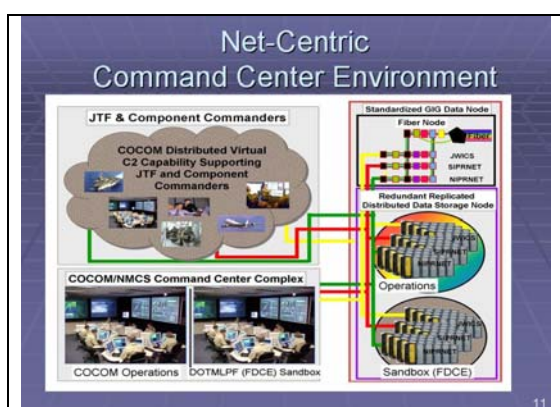 Net-Centric
Command Center Environment
JTF & Component Commanders
COCOM Distributed Virtual
C2 Capability Supporting
JTF and Component
Commanders
COCOM/NMCS Command Center Complex
COCOM Operations
DOTMLPF (FDCE) Sandbox
Standardized GIG Data Node
Fiber Node
Fiber
JWICS
SIPRNET
NIPRNET
Redundant Replicated
Distributed Data Storage Node
JWICS
SIPRNET
NIPRNET
Operations
JWICS
SIPRNET
NIPRNET
Sandbox (FDCE)
11